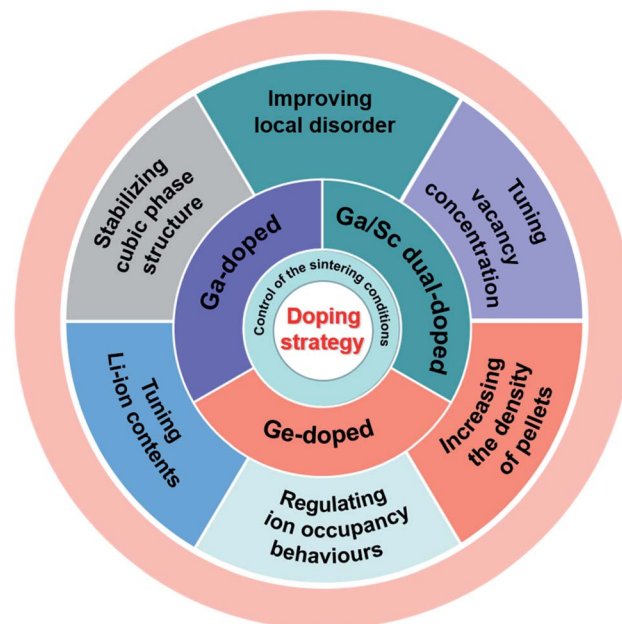 Improving
local disorder
Tuning
vacancy
concentration
Increasing
the density
of pellets
Regulating
ion occupancy
behaviours
Tuning
Li-ion contents
Stabilizing
cubic phase
structure
Ga-doped
Ga/Sc dual-doped
Ge-doped
Control of the sintering conditions
Doping
strategy